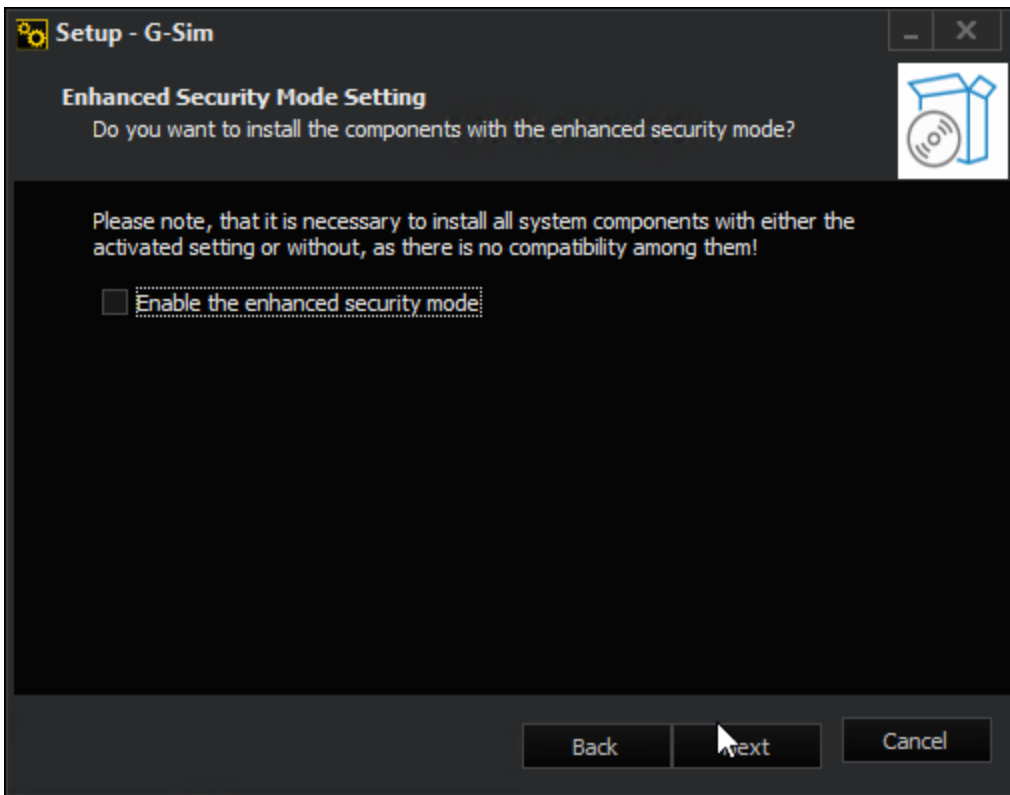 Setup - G-Sim
Enhanced Security Mode Setting
Do you want to install the components with the enhanced security mode?
Please note, that it is necessary to install all system components with either the
activated setting or without, as there is no compatibility among them!
Enable the enhanced security mode
Back
Next
Cancel